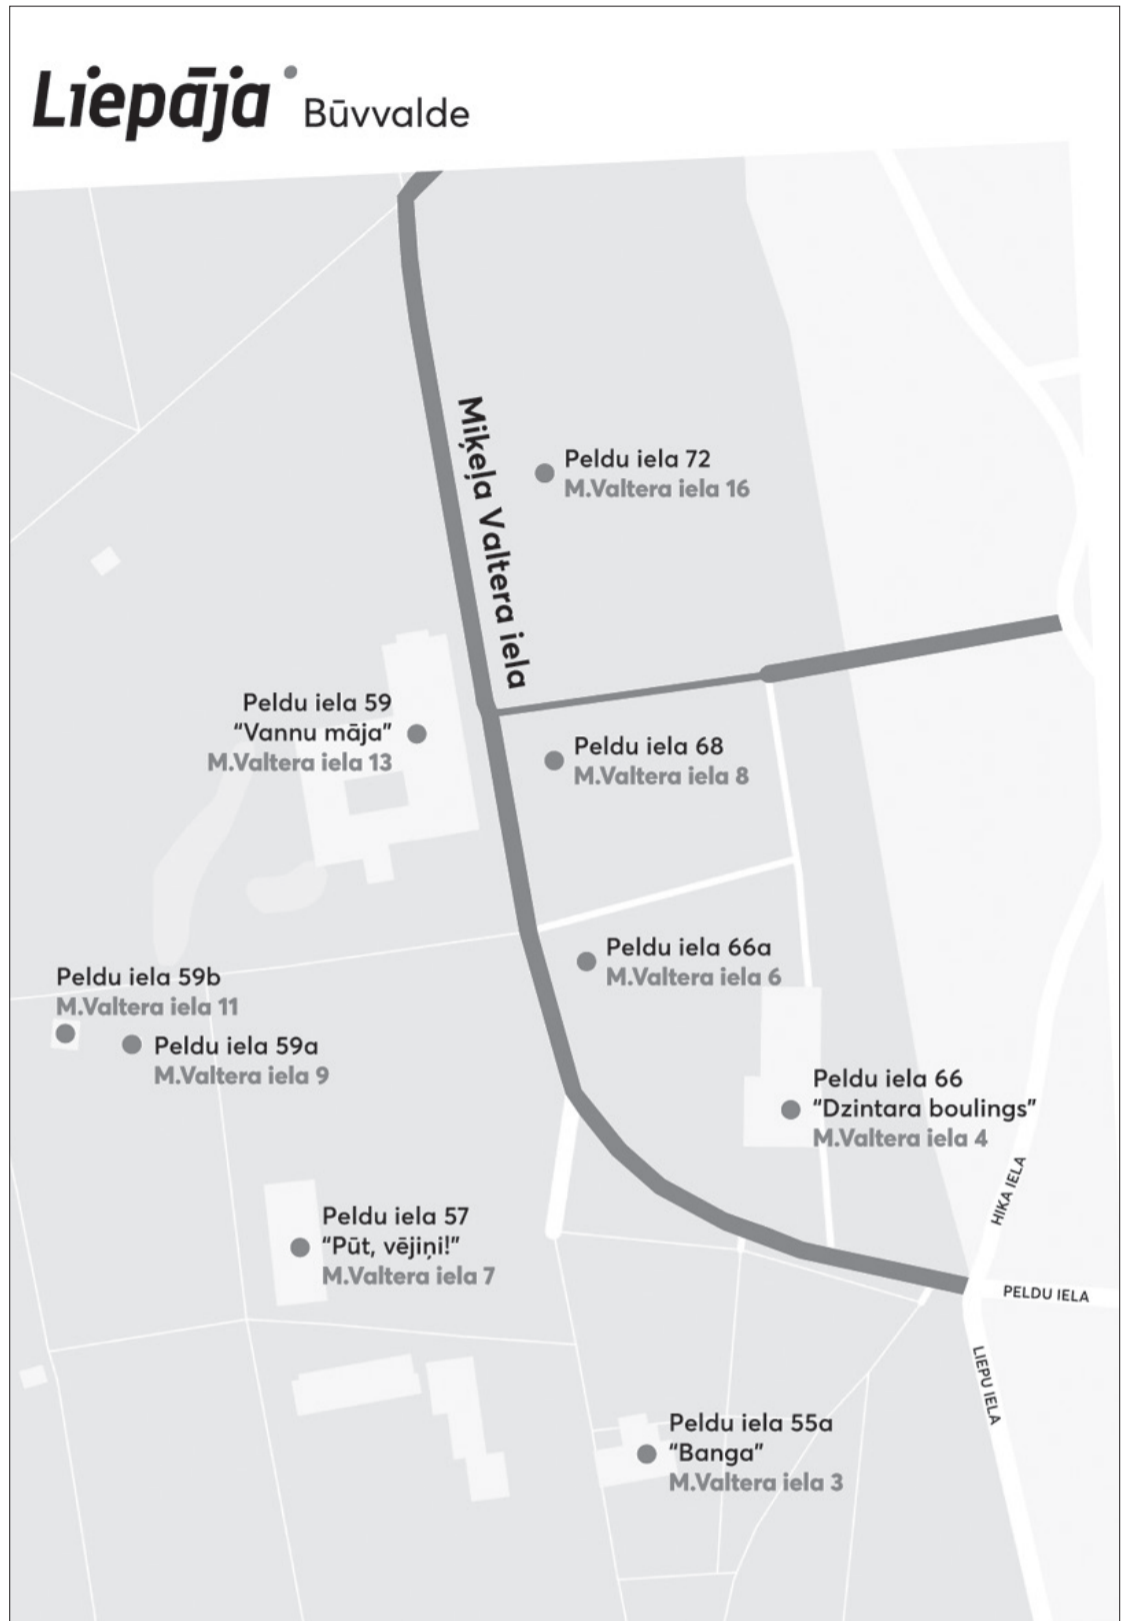 Liepāja Būvvalde
Miķeļa Valtera iela
Peldu iela 72
M.Valtera iela 16
Peldu iela 59
“Vannu māja”
M.Valtera iela 13
Peldu iela 68
M.Valtera iela 8
Peldu iela 66a
M.Valtera iela 6
Peldu iela 59b
M.Valtera iela 11
Peldu iela 59a
M.Valtera iela 9
Peldu iela 66
“Dzintara boulings”
M.Valtera iela 4
HIKA IELA
Peldu iela 57
“Pūt, vējiņi!”
M.Valtera iela 7
PELDU IELA
LIEPU IELA
Peldu iela 55a
“Banga”
M.Valtera iela 3